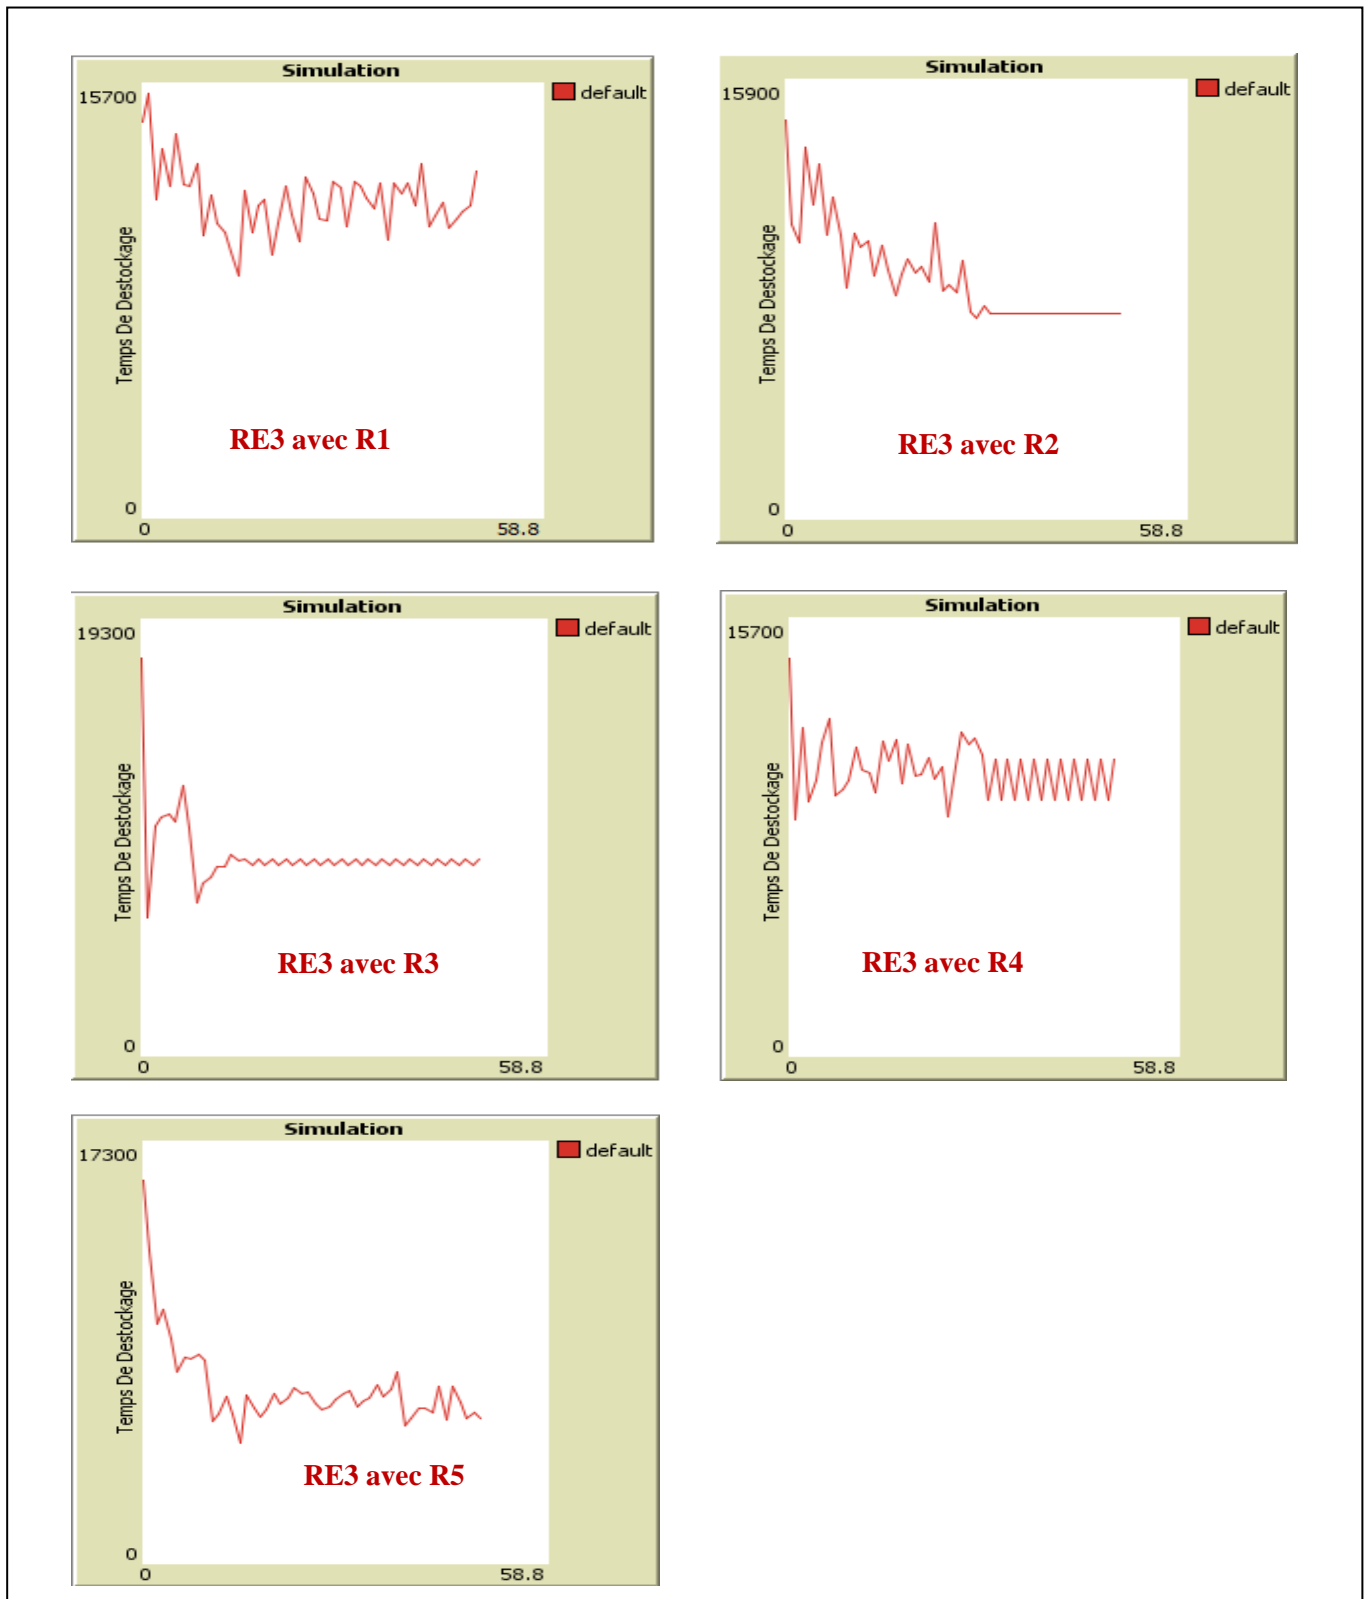 Simulation
15700
default
Temps De Destockage
RE3 avec R1
0
0
58.8
Simulation
15900
default
Temps De Destockage
RE3 avec R2
0
0
58.8
Simulation
19300
default
Temps De Destockage
RE3 avec R3
0
0
58.8
Simulation
15700
default
Temps De Destockage
RE3 avec R4
0
0
58.8
Simulation
17300
default
Temps De Destockage
RE3 avec R5
0
0
58.8